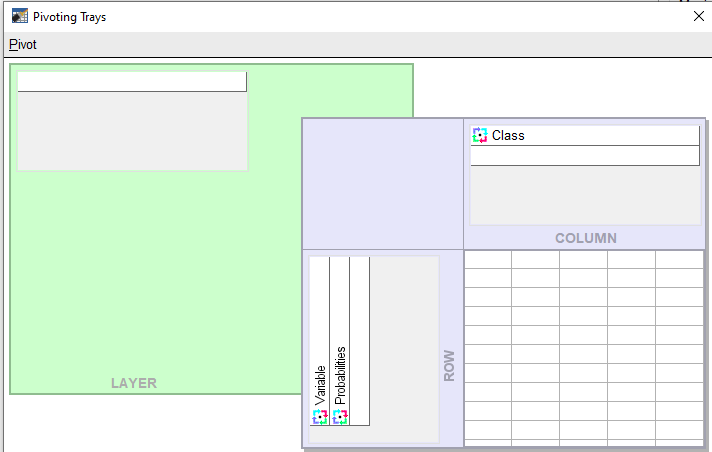 Pivoting Trays
Pivot
Class
COLUMN
Variable
Probabilities
ROW
LAYER